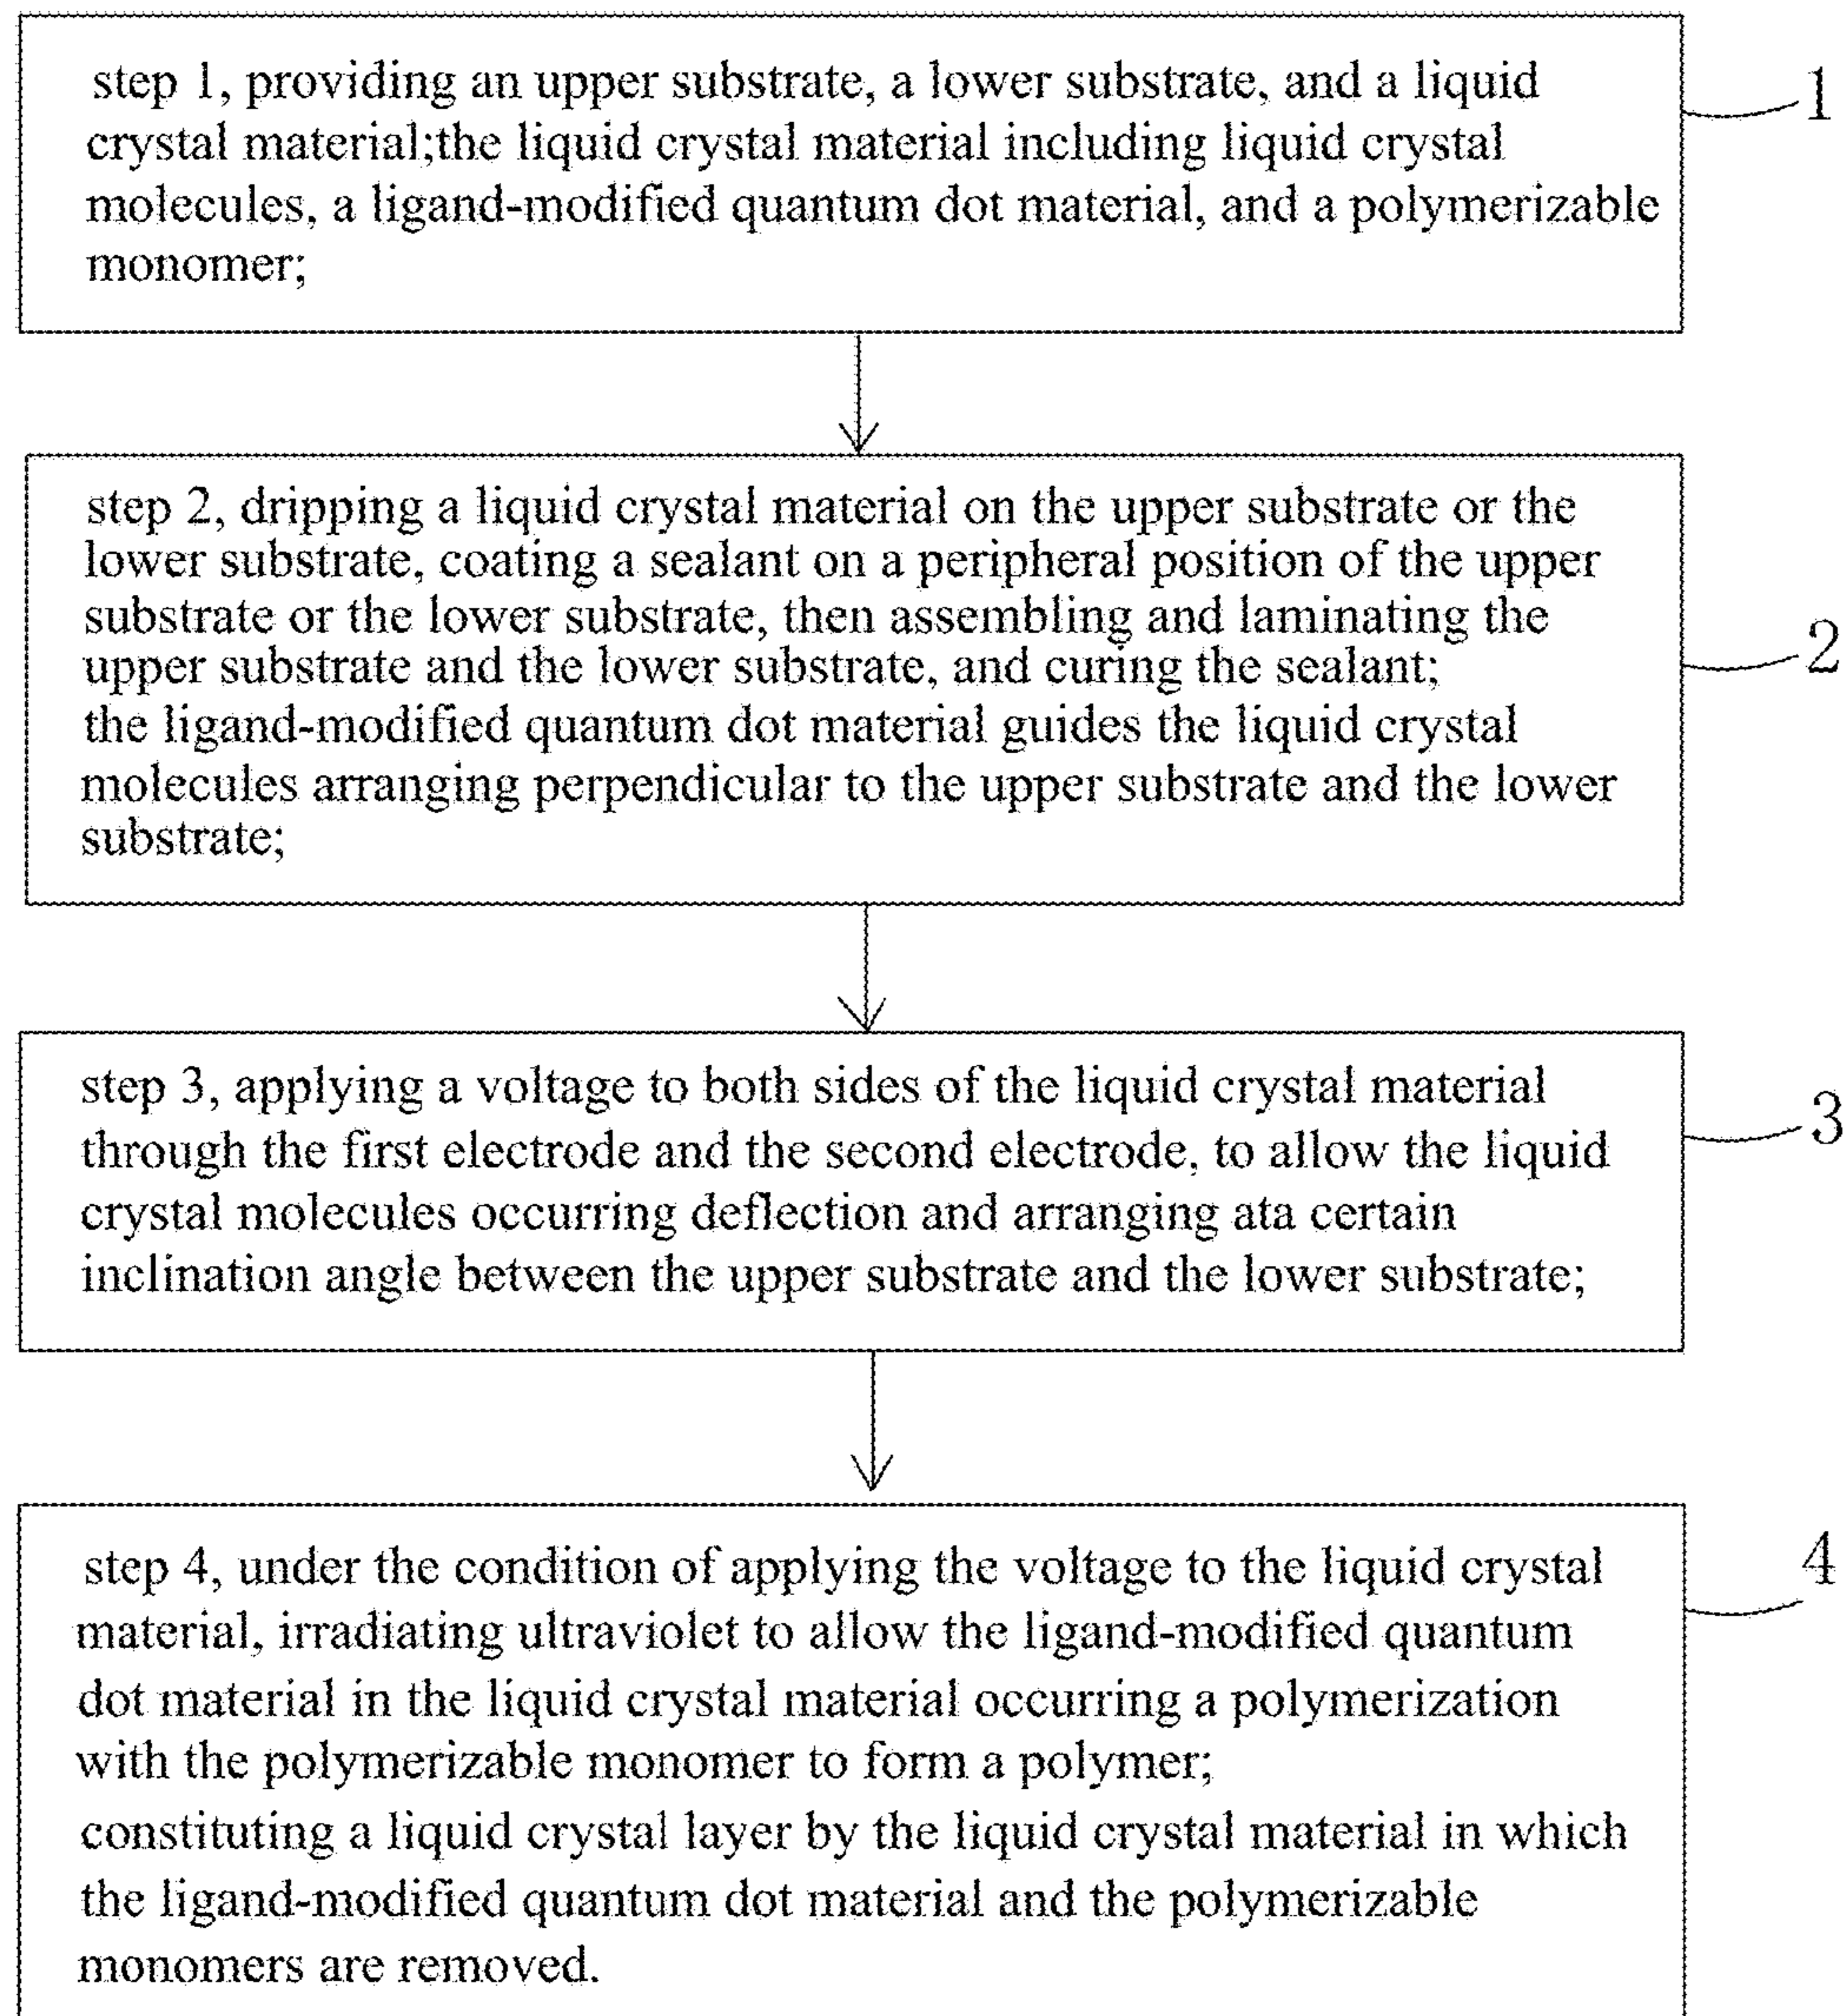 step 1, providing an upper substrate, a lower substrate, and a liquid
crystal material;the liquid crystal material including liquid crystal
molecules, a ligand-modified quantum dot material, and a polymerizable
monomer;
1
step 2, dripping a liquid crystal material on the upper substrate or the
lower substrate, coating a sealant on a peripheral position of the upper
substrate or the lower substrate, then assembling and laminating the
upper substrate and the lower substrate, and curing the sealant;
the ligand-modified quantum dot material guides the liquid crystal
molecules arranging perpendicular to the upper substrate and the lower
substrate;
2
step 3, applying a voltage to both sides of the liquid crystal material
through the first electrode and the second electrode, to allow the liquid
crystal molecules occurring deflection and arranging ata certain
inclination angle between the upper substrate and the lower substrate;
3
step 4, under the condition of applying the voltage to the liquid crystal
material, irradiating ultraviolet to allow the ligand-modified quantum
dot material in the liquid crystal material occurring a polymerization
with the polymerizable monomer to form a polymer;
constituting a liquid crystal layer by the liquid crystal material in which
the ligand-modified quantum dot material and the polymerizable
monomers are removed.
4